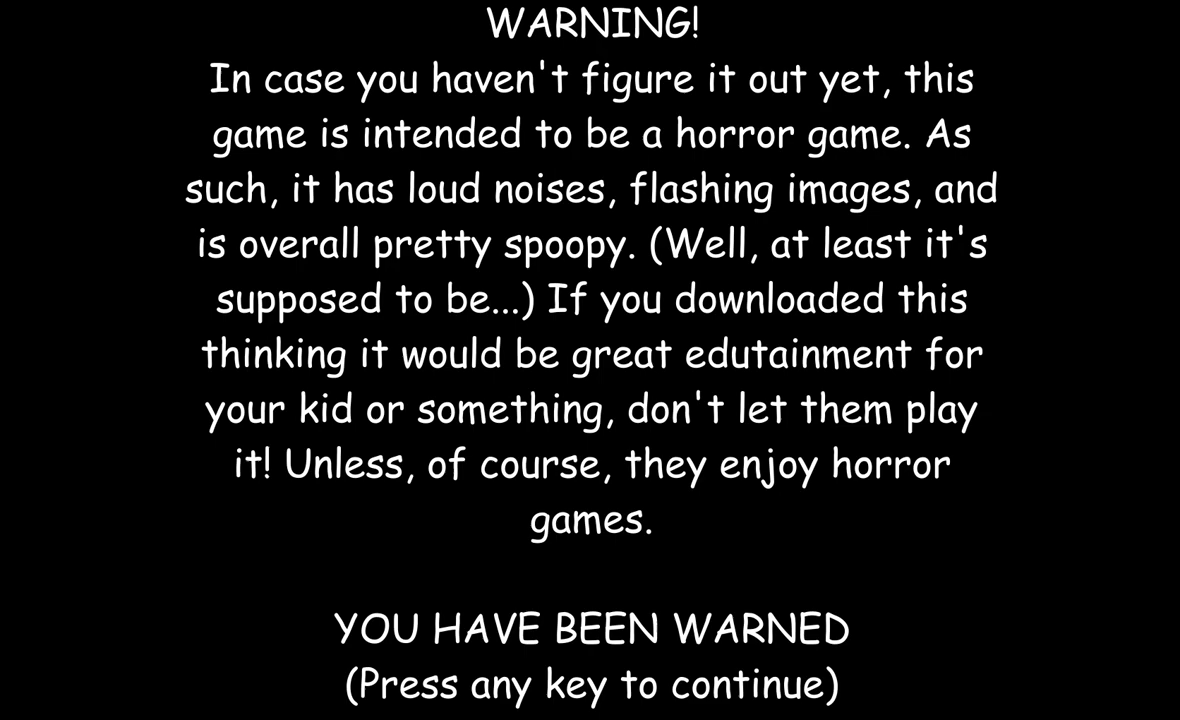 WARNING!
In case you haven't figure it out yet, this
game is intended to be a horror game. As
such, it has loud noises, flashing images, and
is overall pretty spoopy. (Well, at least it's
supposed to be...) If you downloaded this
thinking it would be great edutainment for
your kid or something, don't let them play
it! Unless, of course, they enjoy horror
games.
YOU HAVE BEEN WARNED
(Press any key to continue)